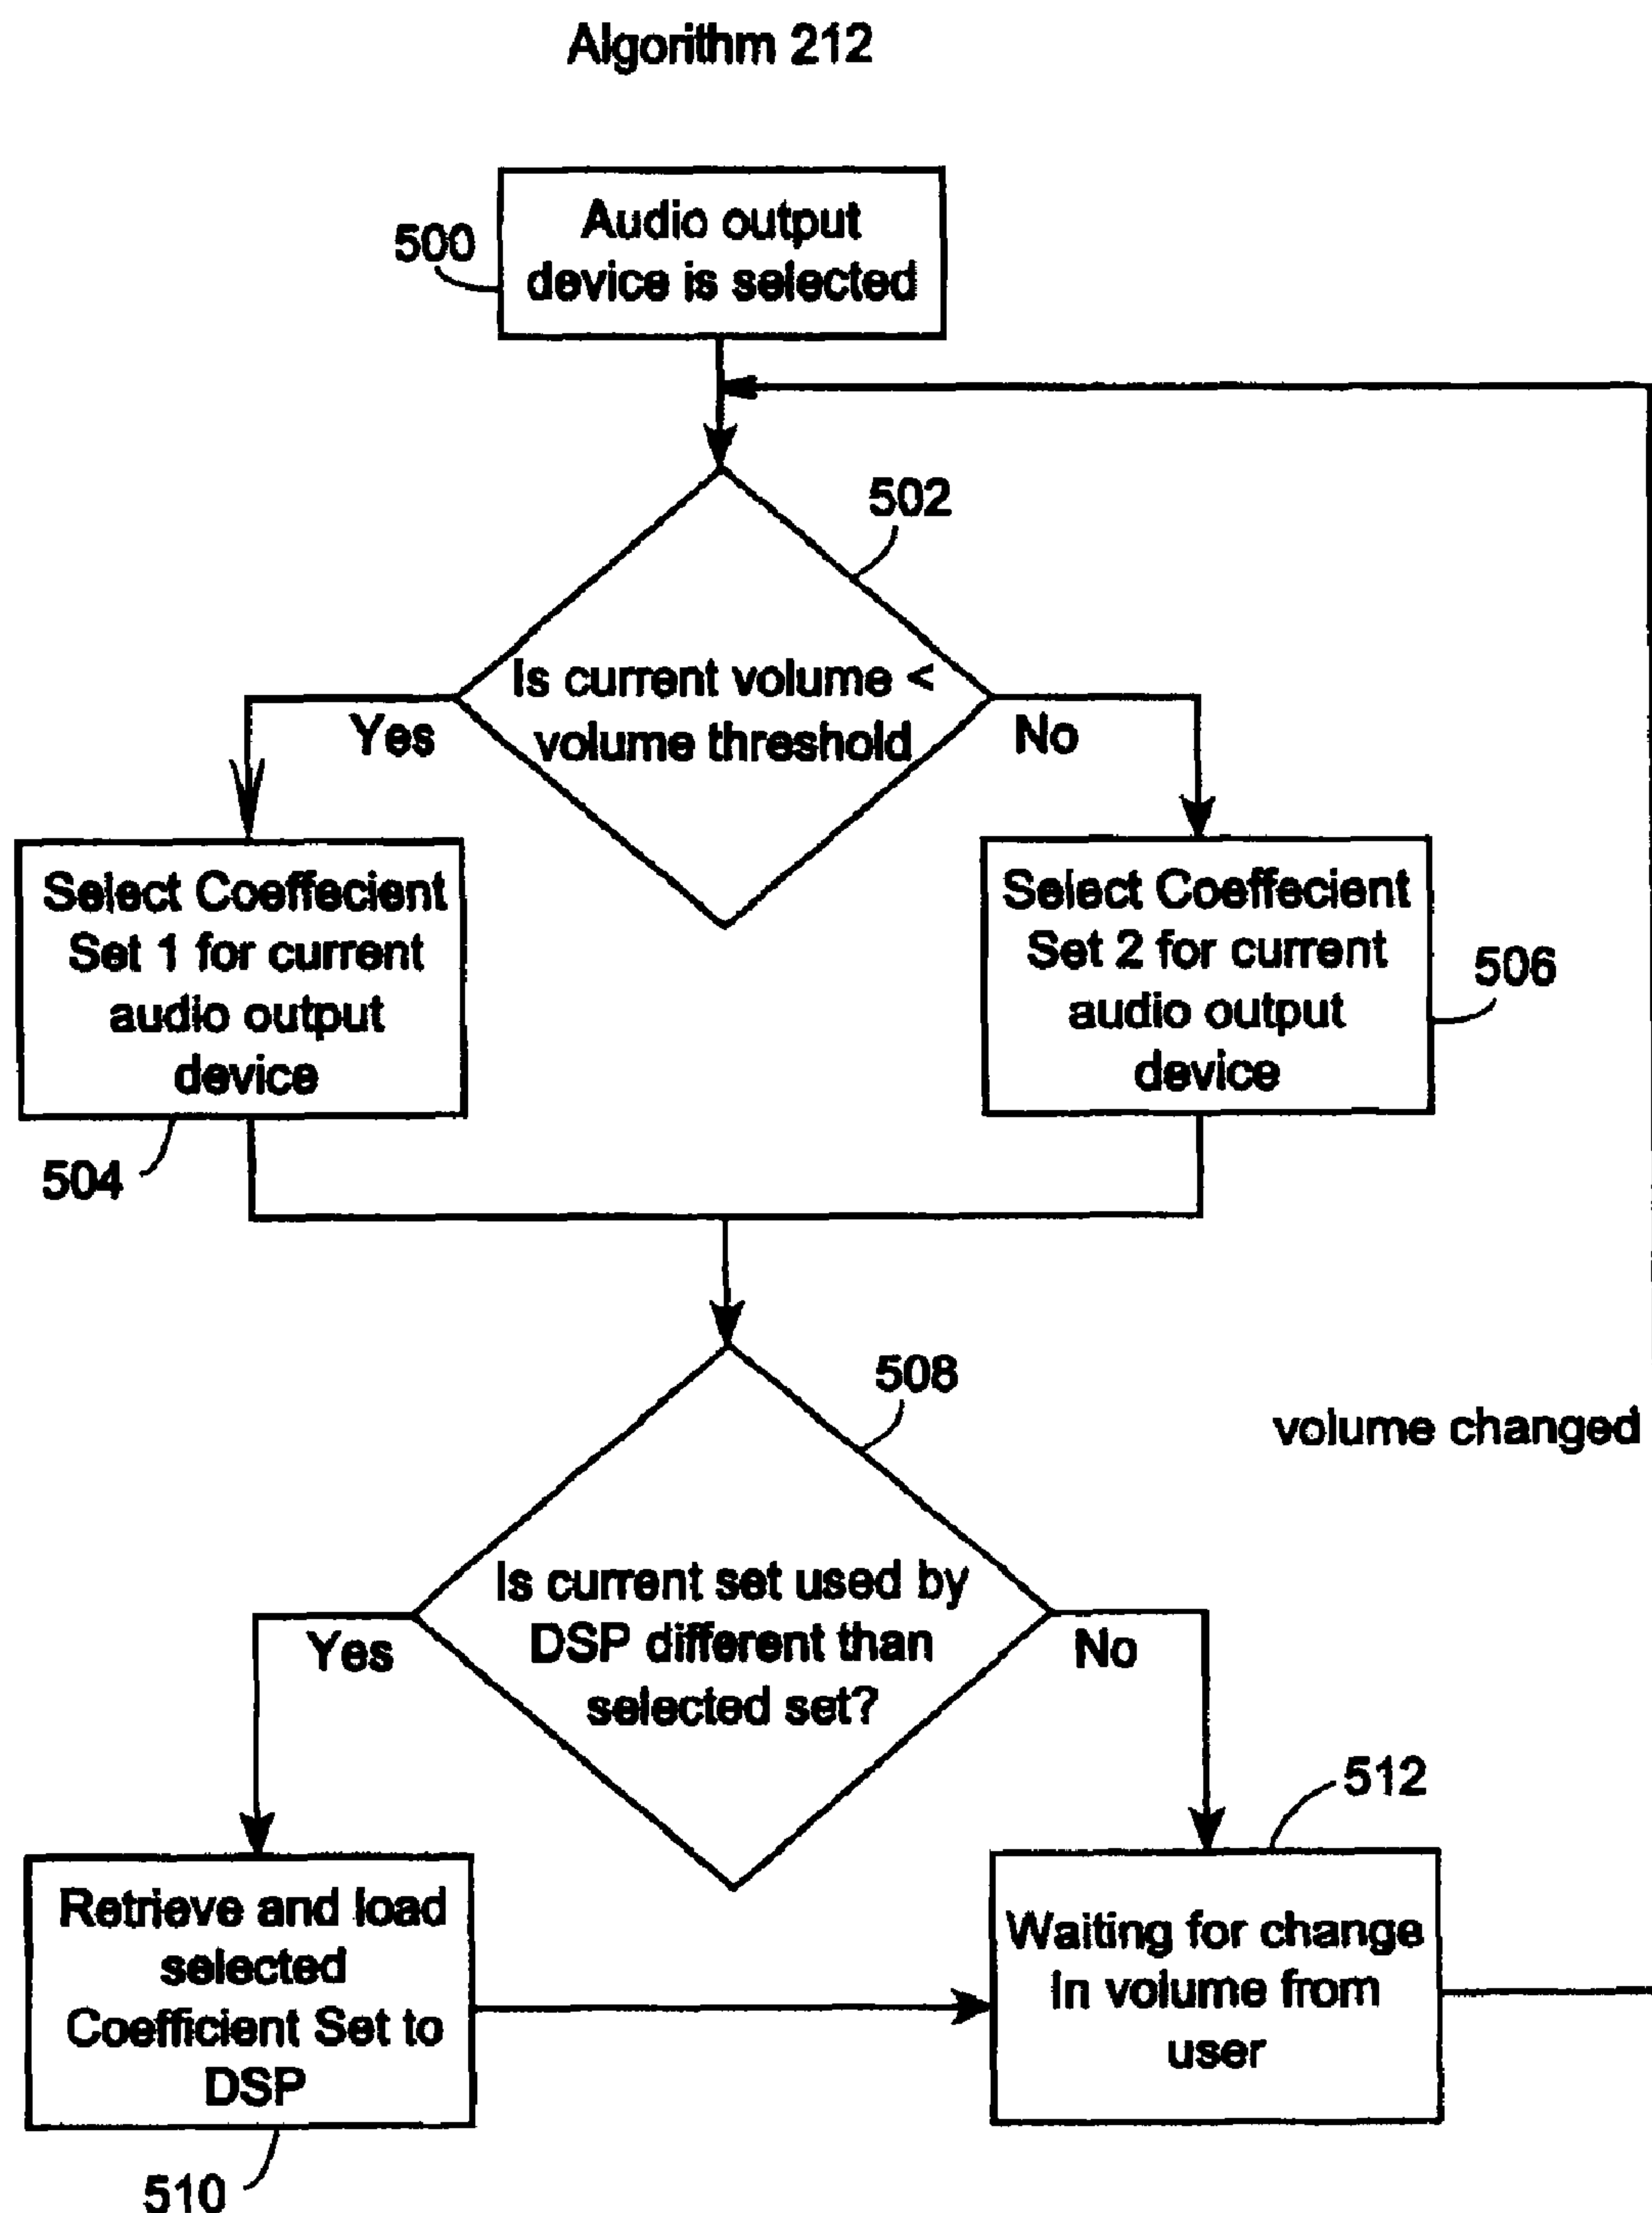 Algorithm 212
500
Audio output
device is selected
502
Is current volume <
volume threshold
Yes
No
Select Coeffecient
Set 1 for current
audio output
device
504
Select Coeffecient
Set 2 for current
audio output
device
506
508
volume changed
Is current set used by
DSP different than
selected set?
Yes
No
512
Retrieve and load
selected
Coefficient Set to
DSP
510
Waiting for change
In volume from
user